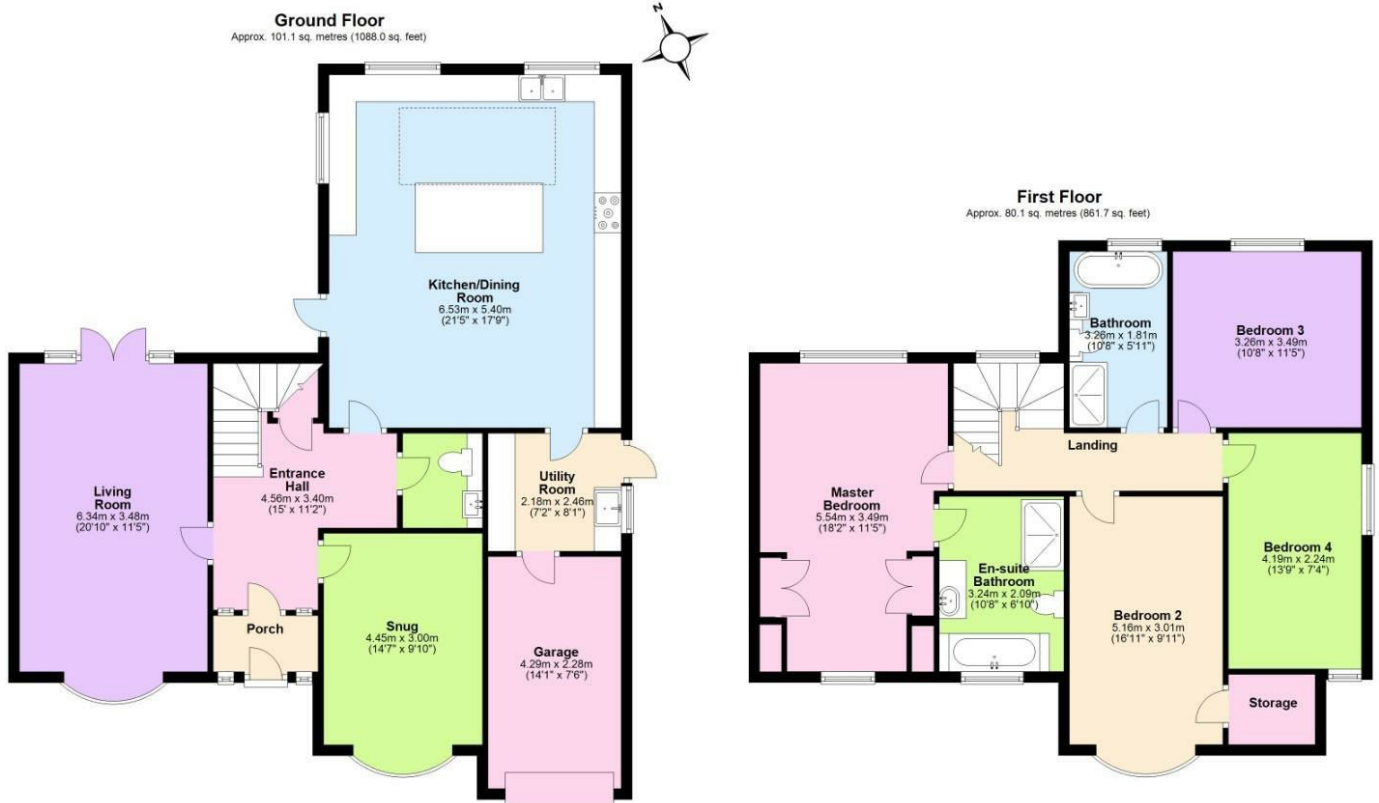 Ground Floor
Approx. 101.1 sq. metres (1088.0 sq. feet)
N
Kitchen/Dining
Room
6.53m x 5.40m
(21'5" x 17'9")
Living
Room
6.34m x 3.48m
(20'10" x 11'5")
Entrance
Hall
4.56m x 3.40m
(15' x 11'2")
Utility
Room
2.18m x 2.46m
(7'2" x 8'1")
Porch
Snug
4.45m x 3.00m
(14'7" x 9'10")
Garage
4.29m x 2.28m
(14'1" x 7'6")
First Floor
Approx. 80.1 sq. metres (861.7 sq. feet)
Bathroom
3.26m x 1.81m
(10'8" x 5'11")
Bedroom 3
3.26m x 3.49m
(10'8" x 11'5")
Landing
Master
Bedroom
5.54m x 3.49m
(18'2" x 11'5")
En-suite
Bathroom
3.24m x 2.09m
(10'8" x 6'10")
Bedroom 4
4.19m x 2.24m
(13'9" x 7'4")
Bedroom 2
5.16m x 3.01m
(16'11" x 9'11")
Storage